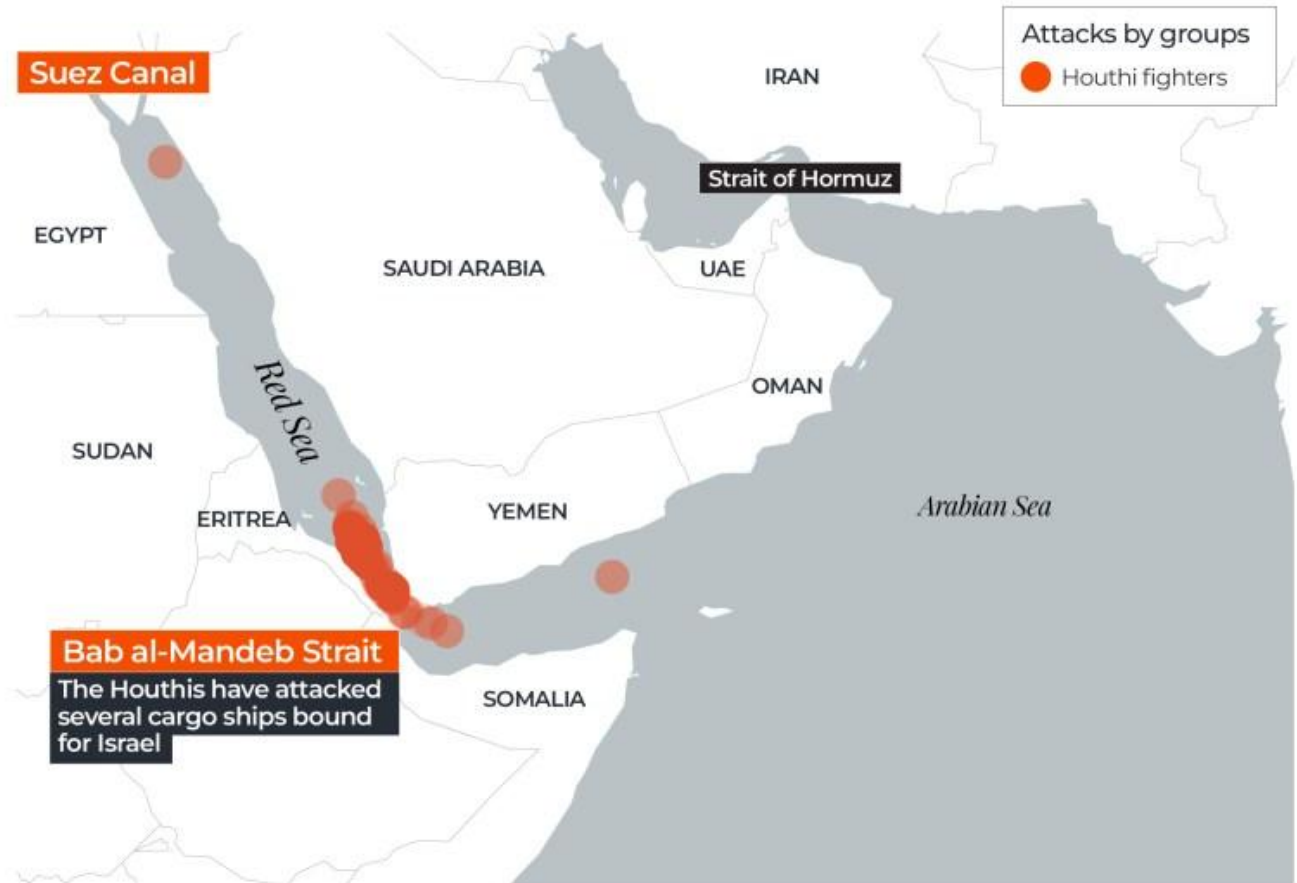 Suez Canal
Attacks by groups
Houthi fighters
IRAN
Strait of Hormuz
EGYPT
SAUDI ARABIA
UAE
Red Sea
OMAN
SUDAN
ERITREA
YEMEN
Arabian Sea
Bab al-Mandeb Strait
The Houthis have attacked
several cargo ships bound
for Israel
SOMALIA